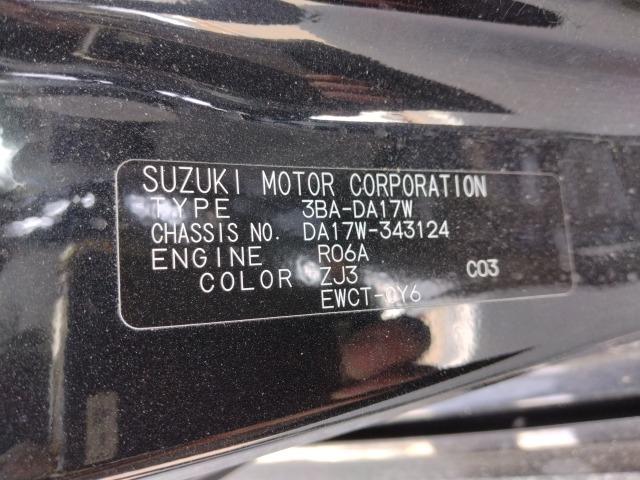 SUZUKI MOTOR CORPORATION
TYPE 3BA-DA17W
CHASSIS NO. DA17W-343124
ENGINE R06A
COLOR ZJ3 C03